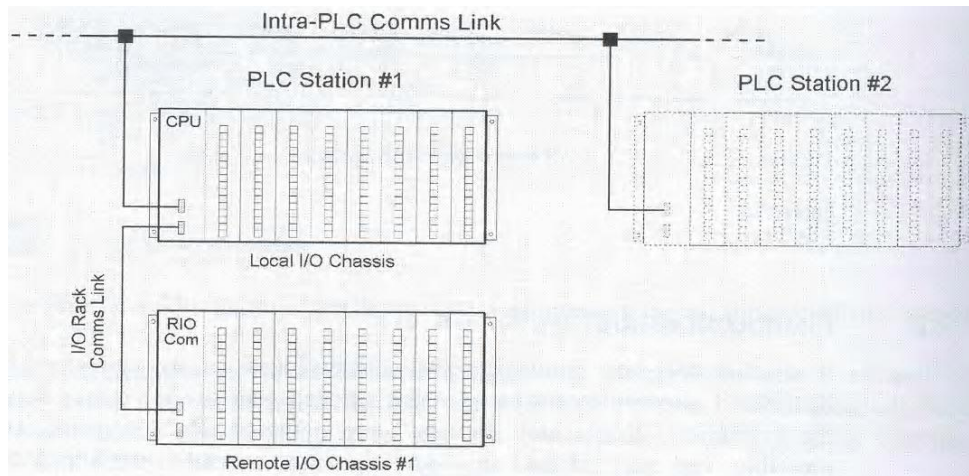 Intra-PLC Comms Link
PLC Station #1
PLC Station #2
CPU
Local I/O Chassis
I/O Rack
Comms Link
RIO
Com
Remote I/O Chassis #1